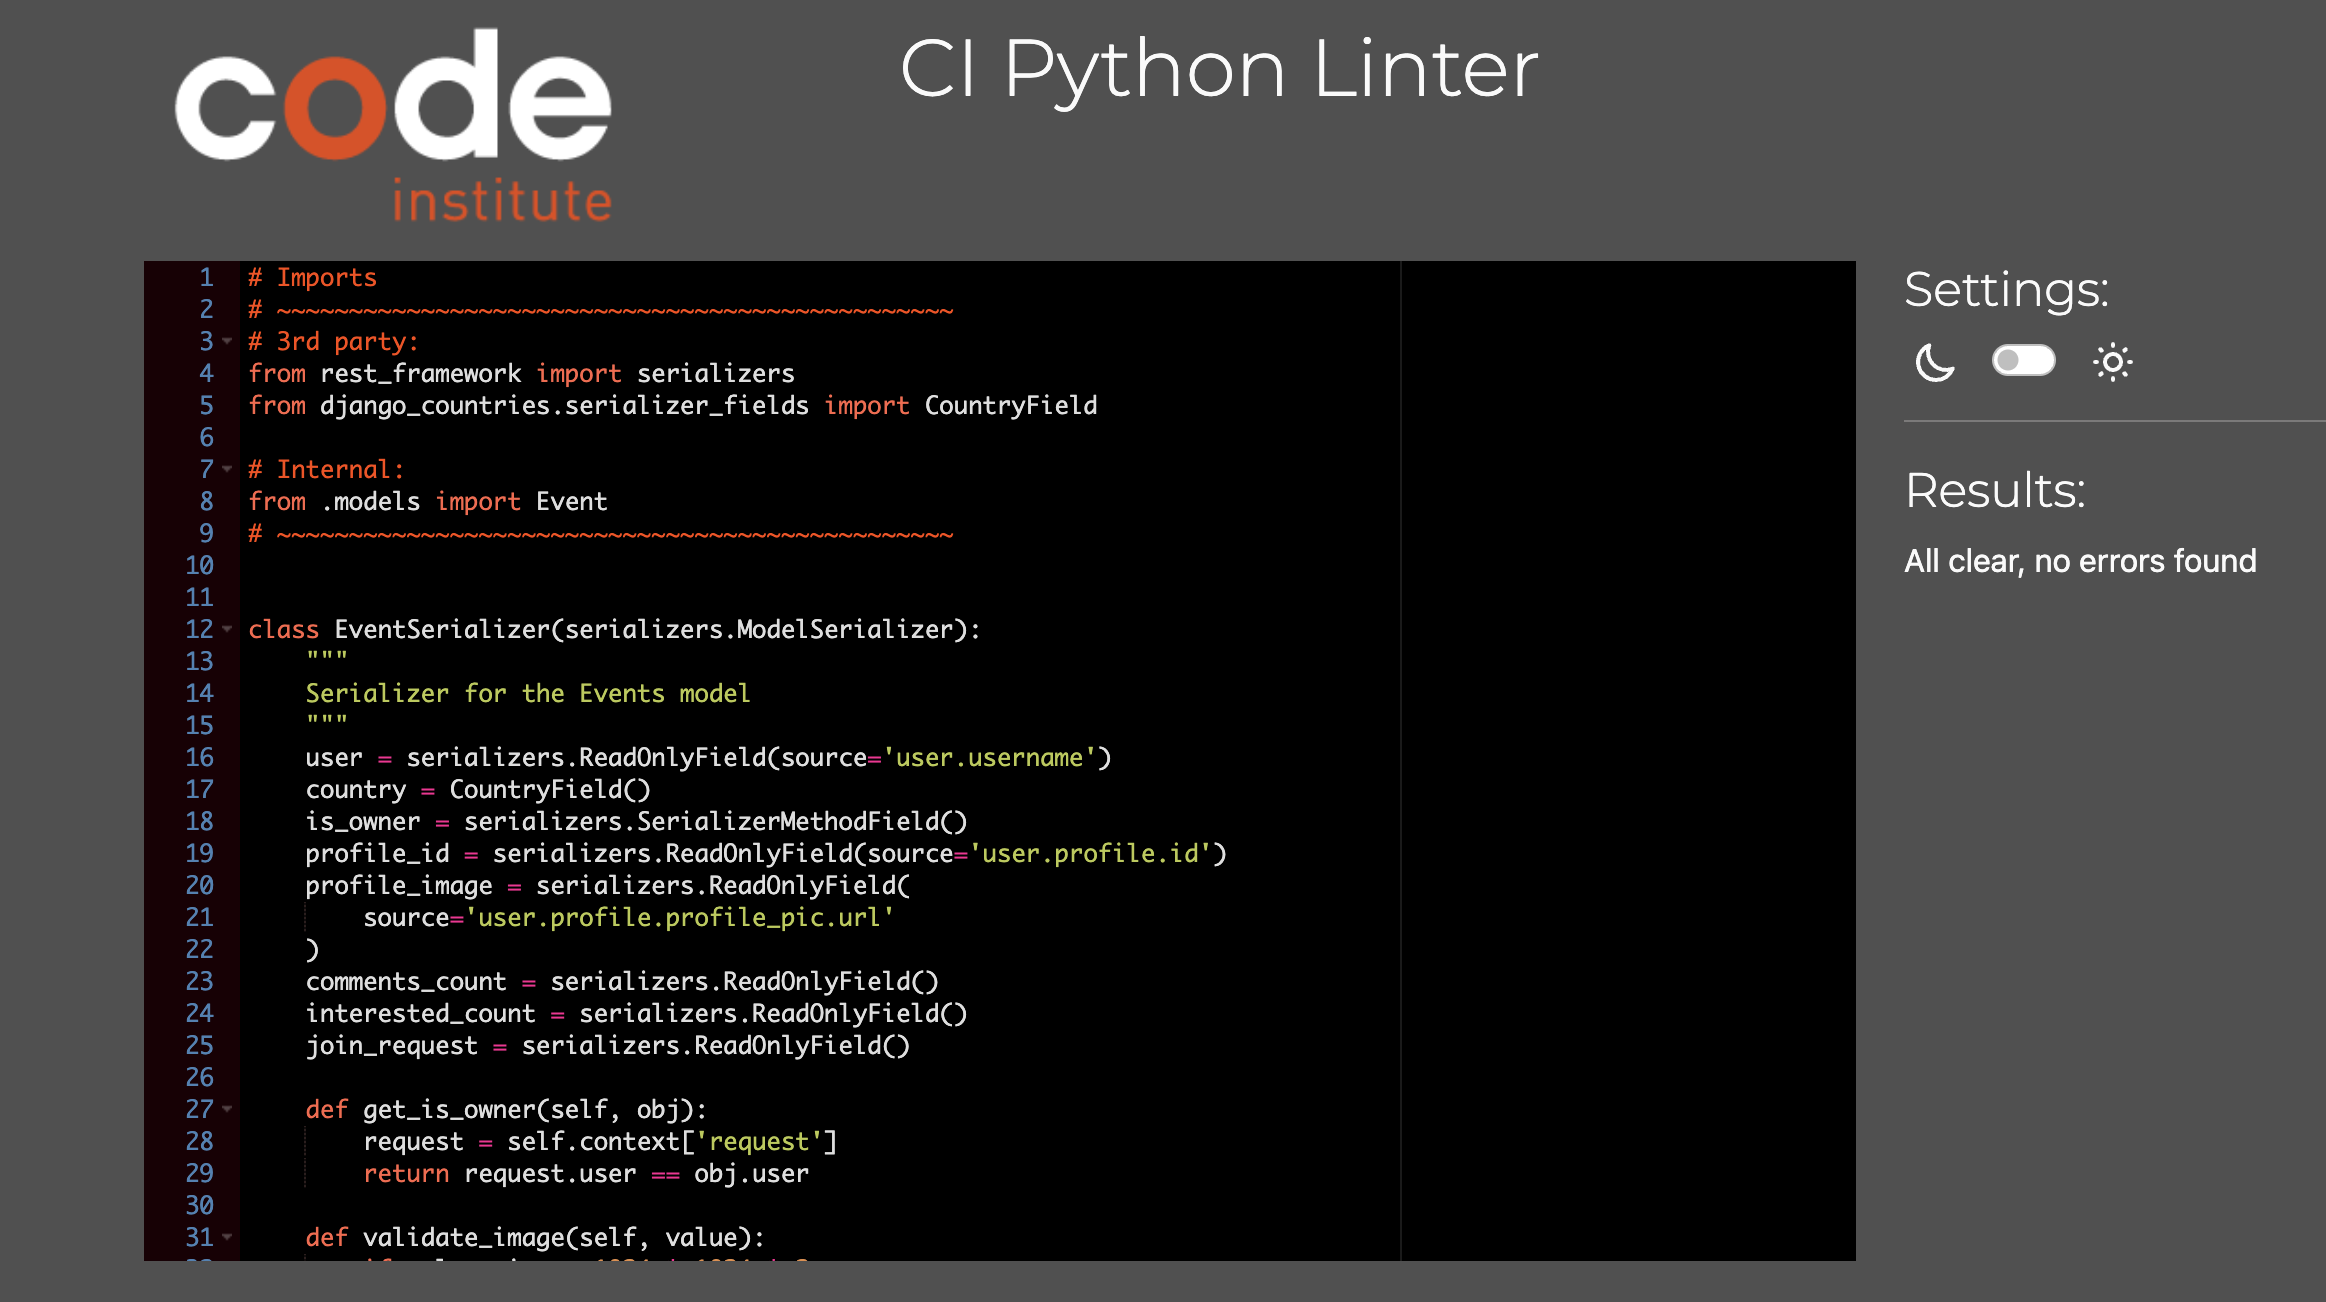 code
institute
CI Python Linter
1 # Imports
2 # ~~~~~~~~~~~~~~~~~~~~~~~~~~~~~~~~~~~~~~~~~~~~~~~
3 # 3rd party:
4 from rest_framework import serializers
5 from django_countries.serializer_fields import CountryField
6
7 # Internal:
8 from .models import Event
9 # ~~~~~~~~~~~~~~~~~~~~~~~~~~~~~~~~~~~~~~~~~~~~~~~
10
11
12 class EventSerializer(serializers.ModelSerializer):
13     """
14     Serializer for the Events model
15     """
16     user = serializers.ReadOnlyField(source='user.username')
17     country = CountryField()
18     is_owner = serializers.SerializerMethodField()
19     profile_id = serializers.ReadOnlyField(source='user.profile.id')
20     profile_image = serializers.ReadOnlyField(
21         source='user.profile.profile_pic.url'
22     )
23     comments_count = serializers.ReadOnlyField()
24     interested_count = serializers.ReadOnlyField()
25     join_request = serializers.ReadOnlyField()
26
27     def get_is_owner(self, obj):
28         request = self.context['request']
29         return request.user == obj.user
30
31     def validate_image(self, value):
Settings:
Results:
All clear, no errors found